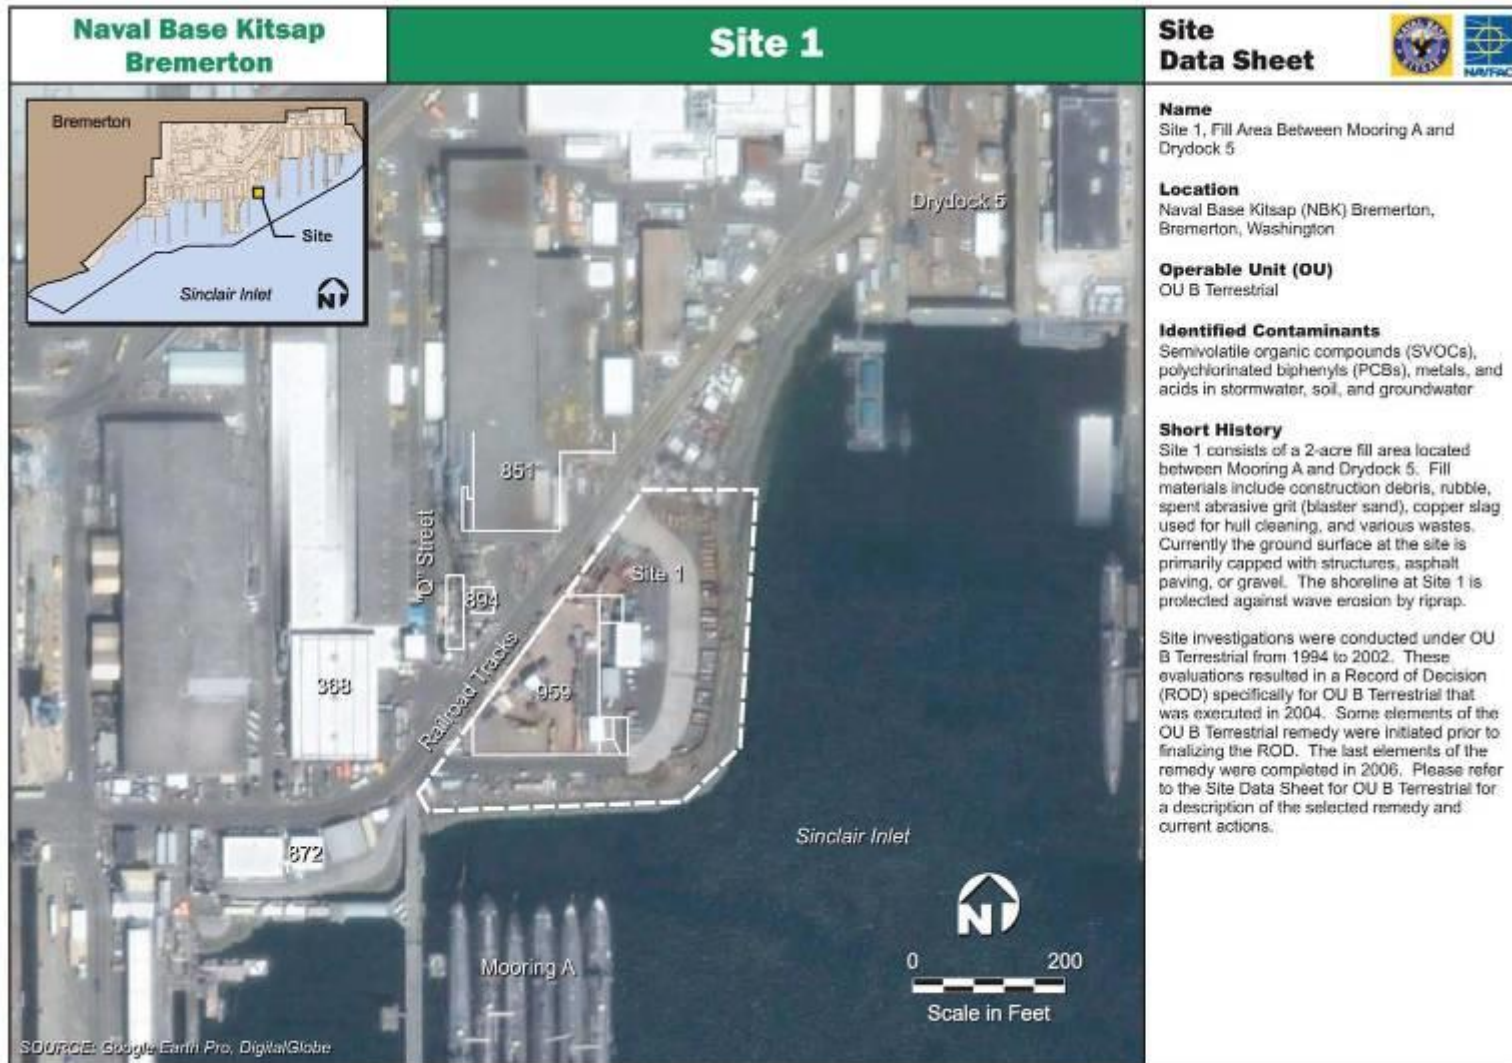 Naval Base Kitsap
Bremerton
Site 1
Site
Data Sheet
NAVAL BASE
KITSAP
NAVFAC
Bremerton
Site
Sinclair Inlet
N
Drydock 5
851
"Q" Street
Site 1
894
Railroad Tracks
959
368
872
Sinclair Inlet
Mooring A
N
0 200
Scale in Feet
SOURCE: Google Earth Pro, DigitalGlobe
Name
Site 1, Fill Area Between Mooring A and
Drydock 5
Location
Naval Base Kitsap (NBK) Bremerton,
Bremerton, Washington
Operable Unit (OU)
OU B Terrestrial
Identified Contaminants
Semivolatile organic compounds (SVOCs),
polychlorinated biphenyls (PCBs), metals, and
acids in stormwater, soil, and groundwater
Short History
Site 1 consists of a 2-acre fill area located
between Mooring A and Drydock 5. Fill
materials include construction debris, rubble,
spent abrasive grit (blaster sand), copper slag
used for hull cleaning, and various wastes.
Currently the ground surface at the site is
primarily capped with structures, asphalt
paving, or gravel. The shoreline at Site 1 is
protected against wave erosion by riprap.
Site investigations were conducted under OU
B Terrestrial from 1994 to 2002. These
evaluations resulted in a Record of Decision
(ROD) specifically for OU B Terrestrial that
was executed in 2004. Some elements of the
OU B Terrestrial remedy were initiated prior to
finalizing the ROD. The last elements of the
remedy were completed in 2006. Please refer
to the Site Data Sheet for OU B Terrestrial for
a description of the selected remedy and
current actions.